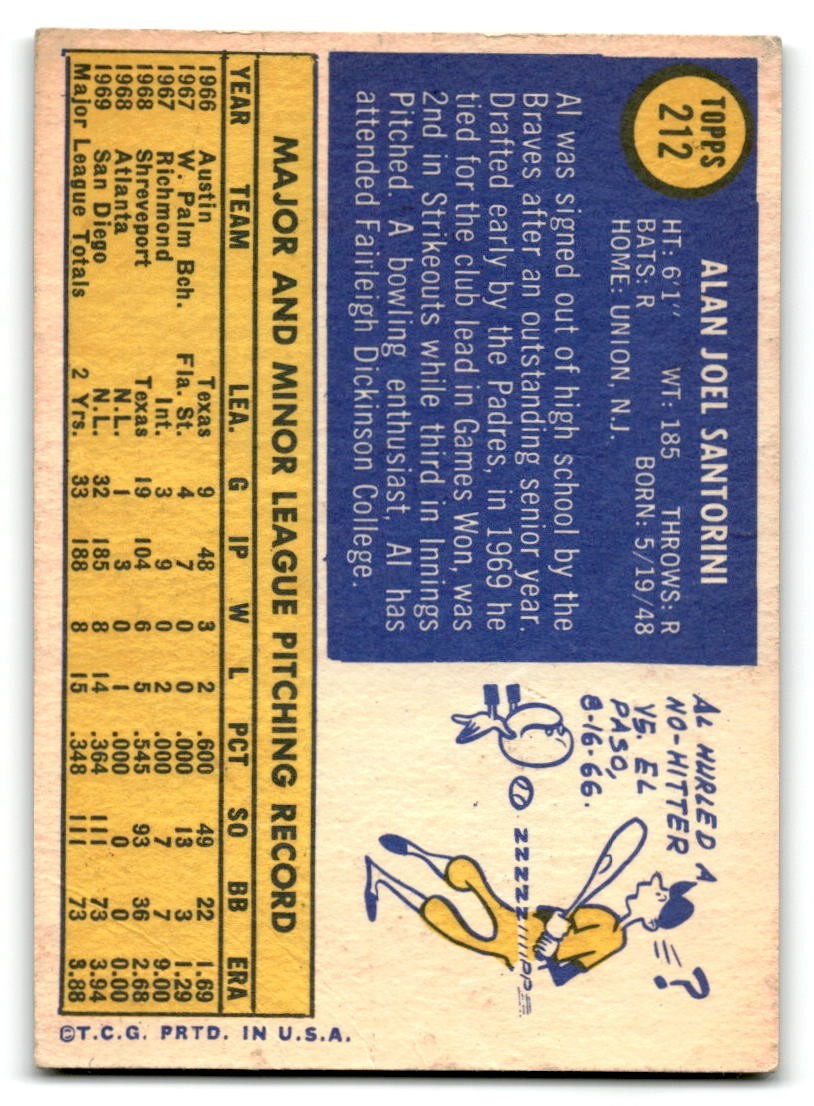 TOPPS
212
ALAN JOEL SANTORINI
HT: 6'1" WT: 185 THROWS: R
BATS: R BORN: 5/19/48
HOME: UNION, N.J.
Al was signed out of high school by the
Braves after an outstanding senior year.
Drafted early by the Padres, in 1969 he
tied for the club lead in Games Won, was
2nd in Strikeouts while third in Innings
Pitched. A bowling enthusiast, Al has
attended Fairleigh Dickinson College.
AL HURLED A
NO-HITTER
VS. EL
PASO,
8-16-66.
?
MAJOR AND MINOR LEAGUE PITCHING RECORD
YEAR TEAM LEA. G IP W L PCT SO BB ERA
1966 Austin Texas 9 48 3 2 .600 49 22 1.69
1967 W. Palm Bch. Fla. St. 4 7 0 0 .000 13 3 1.29
1967 Richmond Int. 3 9 0 2 .000 7 7 9.00
1968 Shreveport Texas 19 104 6 5 .545 93 36 2.68
1968 Atlanta N.L. 1 3 0 1 .000 0 0 0.00
1969 San Diego N.L. 32 185 8 14 .364 111 73 3.94
Major League Totals 2 Yrs. 33 188 8 15 .348 111 73 3.88
©T.C.G. PRTD. IN U.S.A.